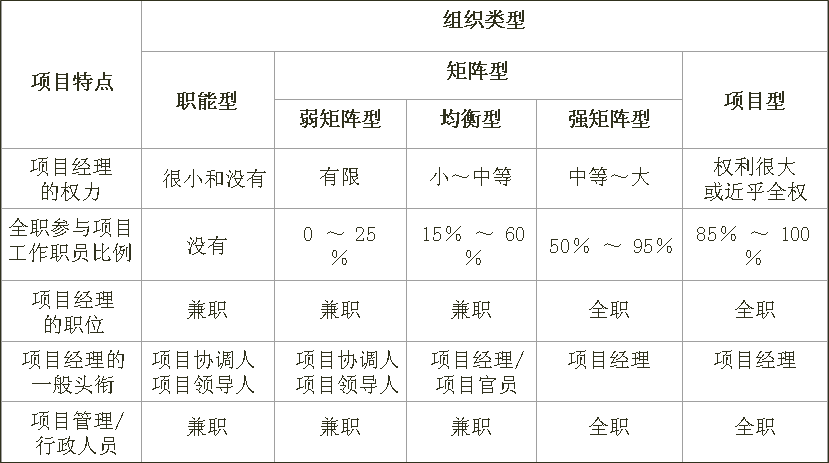 组织类型
项目特点
职能型
矩阵型
项目型
弱矩阵型
均衡型
强矩阵型
项目经理
的权力
很小和没有
有限
小～中等
中等～大
权利很大
或近乎全权
全职参与项目
工作职员比例
没有
0 ～ 25
%
15% ～ 60
%
50% ～ 95%
85% ～ 100
%
项目经理
的职位
兼职
兼职
兼职
全职
全职
项目经理的
一般头衔
项目协调人
项目领导人
项目协调人
项目领导人
项目经理/
项目官员
项目经理
项目经理
项目管理/
行政人员
兼职
兼职
兼职
全职
全职